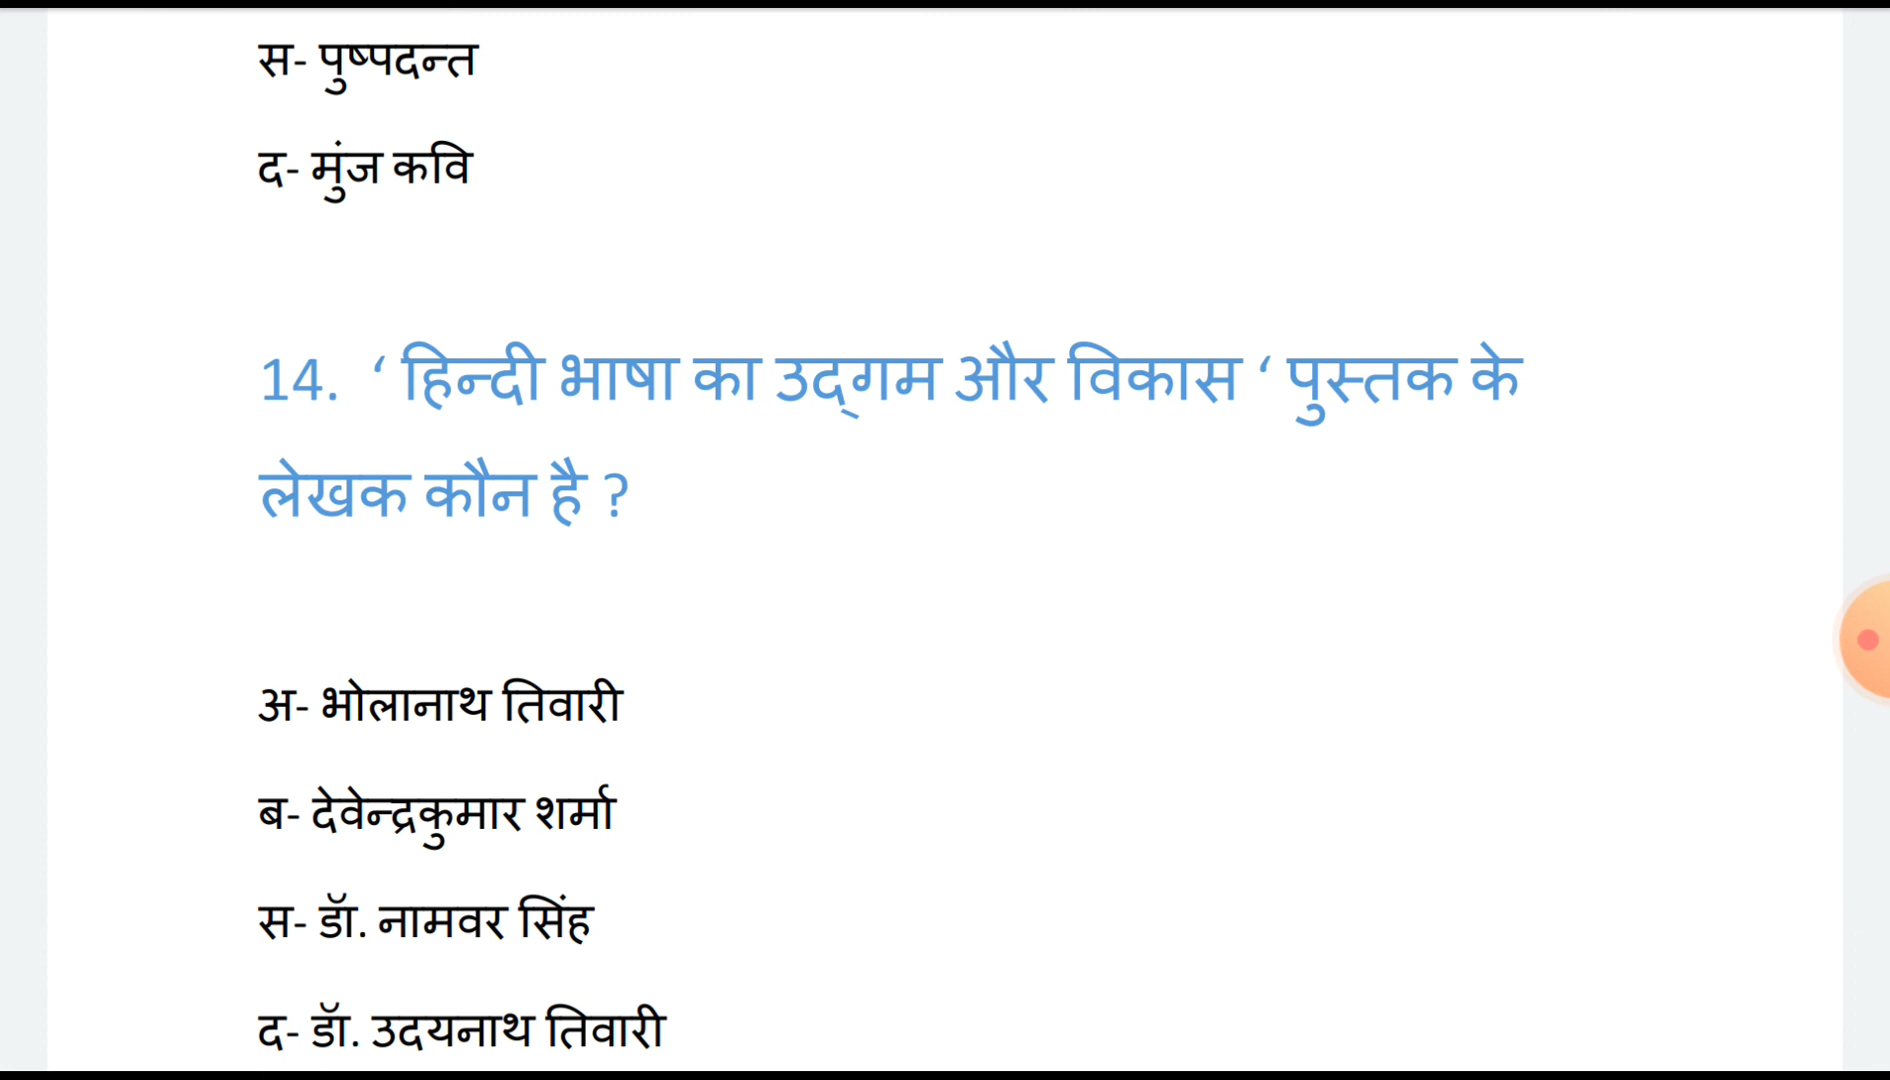 स- पुष्पदन्त
द- मुंज कवि
14. ‘ हिन्दी भाषा का उद्‌गम और विकास ‘ पुस्तक के
लेखक कौन है ?
अ- भोलानाथ तिवारी
ब- देवेन्द्रकुमार शर्मा
स- डॅा. नामवर सिंह
द- डॅा. उदयनाथ तिवारी